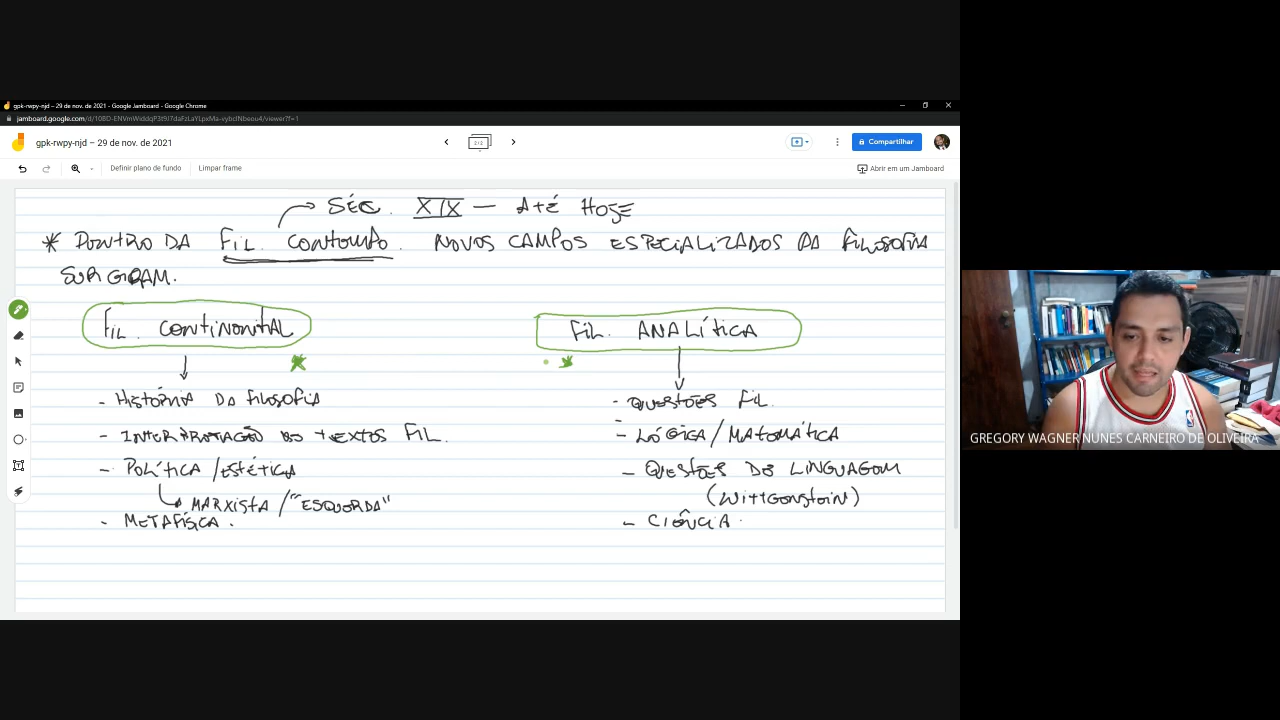 gpk-rwpy-njd – 29 de nov. de 2021 - Google Jamboard - Google Chrome
gpk-rwpy-njd – 29 de nov. de 2021
2/2
Compartilhar
Definir plano de fundo
Limpar frame
Abrir em um Jamboard
SÉC. XIX — ATÉ HOJE
* DENTRO DA FIL. CONTEMPO. NOVOS CAMPOS ESPECIALIZADOS DA FILOSOFIA
SURGIRAM.
FIL. CONTINENTAL
FIL. ANALÍTICA
- HISTÓRIA DA FILOSOFIA
- QUESTÕES FIL.
- INTERPRETAÇÃO DOS TEXTOS FIL.
- LÓGICA/MATEMÁTICA
- POLÍTICA/ESTÉTICA
- QUESTÕES DE LINGUAGEM
MARXISTA/"ESQUERDA"
(WITTGENSTEIN)
- METAFÍSICA.
- CIÊNCIA.
GREGORY WAGNER NUNES CARNEIRO DE OLIVEIRA